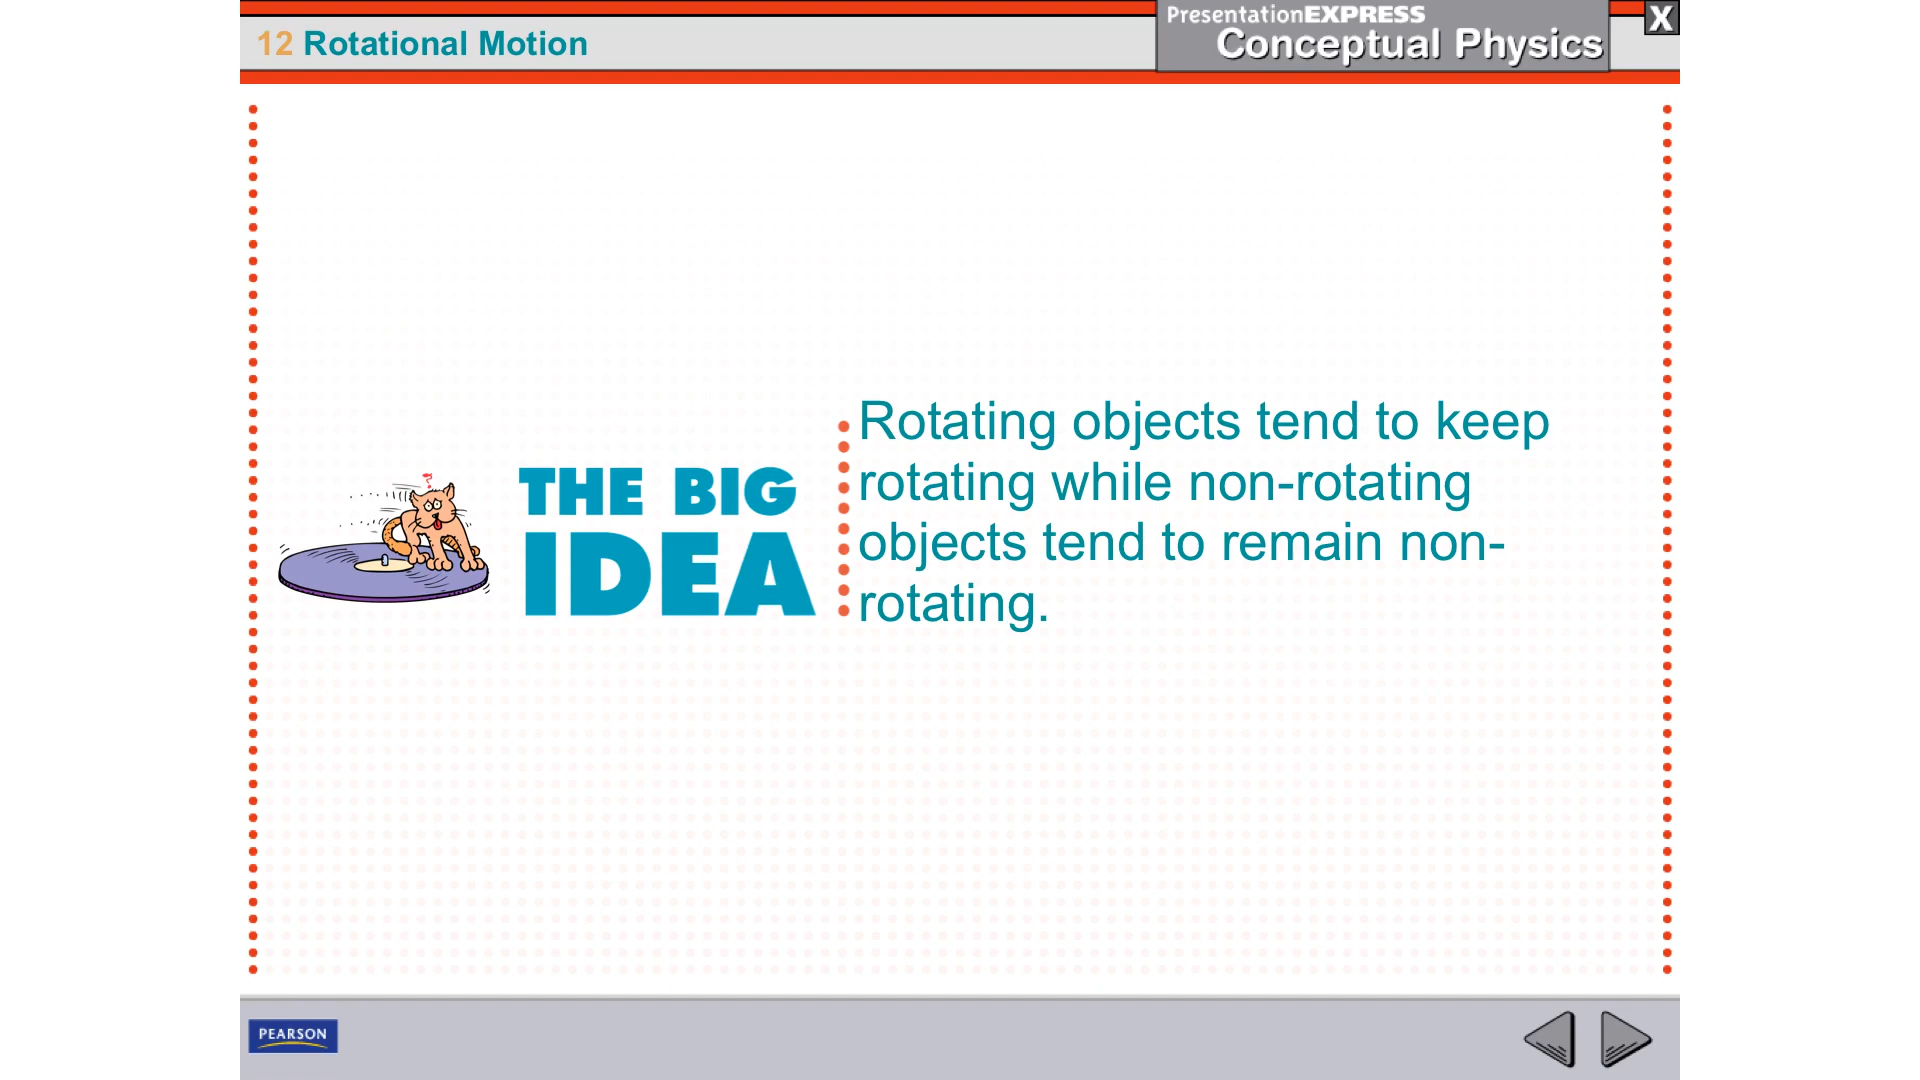 12 Rotational Motion
PresentationEXPRESS
Conceptual Physics
X
THE BIG
IDEA
Rotating objects tend to keep
rotating while non-rotating
objects tend to remain non-
rotating.
PEARSON